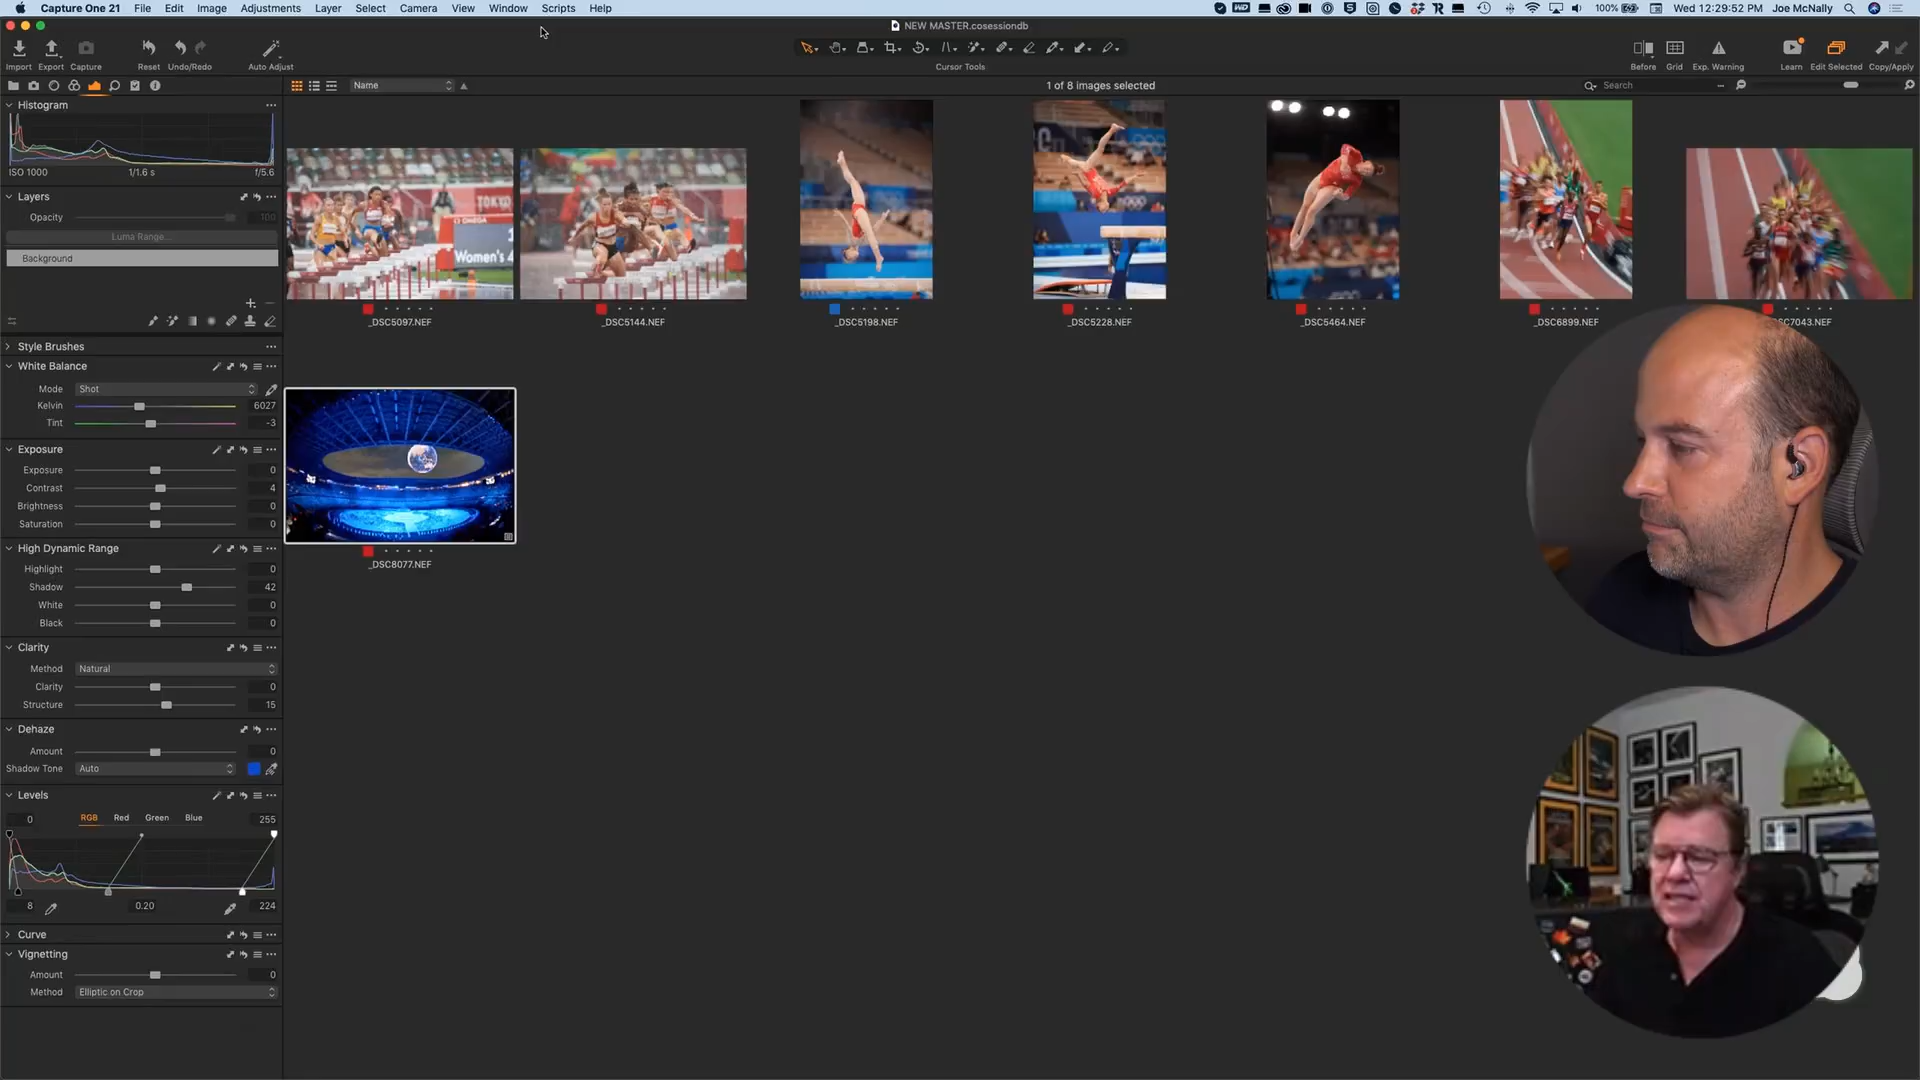 Capture One 21 File Edit Image Adjustments Layer Select Camera View Window Scripts Help 100% Wed 12:29:52 PM Joe McNally
NEW MASTER.cosessiondb
Import Export Capture Reset Undo/Redo Auto Adjust Cursor Tools Before Grid Exp. Warning Learn Edit Selected Copy/Apply
Name 1 of 8 images selected Search
Histogram
ISO 1000 1/1.6 s f/5.6
Layers
Opacity 100
Luma Range...
Background
Style Brushes
White Balance
Mode Shot
Kelvin 6027
Tint -3
Exposure
Exposure 0
Contrast 4
Brightness 0
Saturation 0
High Dynamic Range
Highlight 0
Shadow 42
White 0
Black 0
Clarity
Method Natural
Clarity 0
Structure 15
Dehaze
Amount 0
Shadow Tone Auto
Levels
0 RGB Red Green Blue 255
8 0.20 224
Curve
Vignetting
Amount 0
Method Elliptic on Crop
TOKYO
OMEGA
Women's 4
_DSC5097.NEF _DSC5144.NEF _DSC5198.NEF _DSC5228.NEF _DSC5464.NEF _DSC6899.NEF C7043.NEF
_DSC8077.NEF